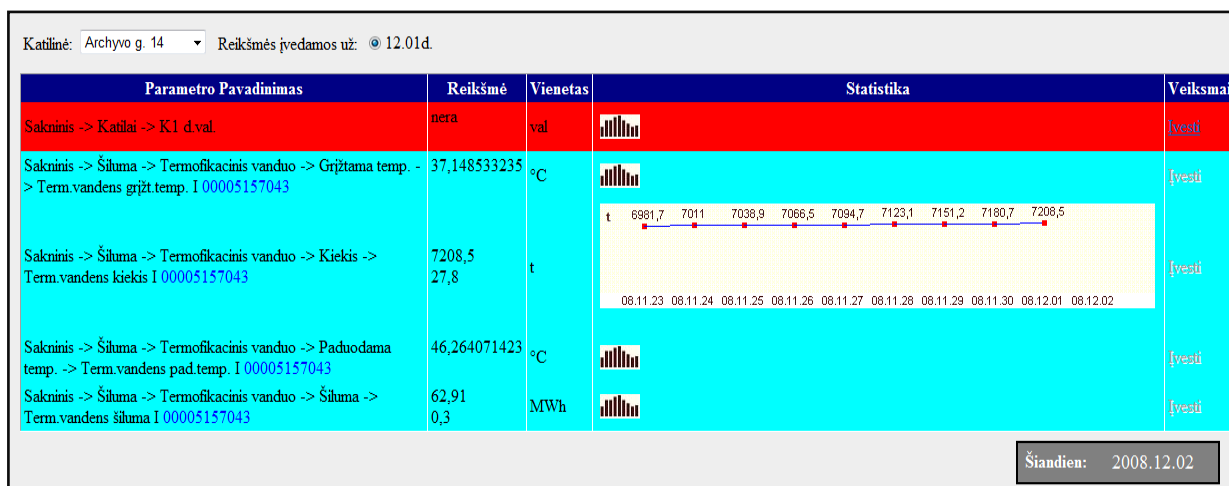 Katilinė: Archyvo g. 14 Reikšmės įvedamos už: 12.01d.
Parametro Pavadinimas Reikšmė Vienetas Statistika Veiksmai
Sakninis -> Katilai -> K1 d.val. nera val Įvesti
Sakninis -> Šiluma -> Termofikacinis vanduo -> Grįžtama temp. - 37,148533235 °C Įvesti
> Term.vandens grįžt.temp. I 00005157043
t 6981,7 7011 7038,9 7066,5 7094,7 7123,1 7151,2 7180,7 7208,5
Sakninis -> Šiluma -> Termofikacinis vanduo -> Kiekis -> 7208,5 t Įvesti
Term.vandens kiekis I 00005157043 27,8
08.11.23 08.11.24 08.11.25 08.11.26 08.11.27 08.11.28 08.11.29 08.11.30 08.12.01 08.12.02
Sakninis -> Šiluma -> Termofikacinis vanduo -> Paduodama 46,264071423 °C Įvesti
temp. -> Term.vandens pad.temp. I 00005157043
Sakninis -> Šiluma -> Termofikacinis vanduo -> Šiluma -> 62,91 MWh Įvesti
Term.vandens šiluma I 00005157043 0,3
Šiandien: 2008.12.02